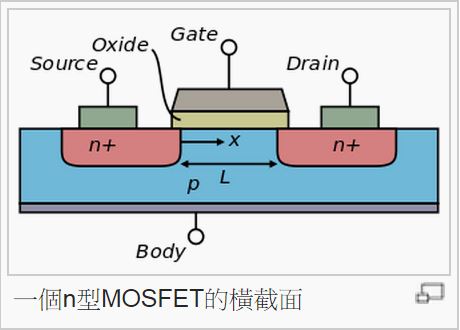 Gate
Oxide
Source
Drain
n+
x
n+
p
L
Body
一個n型MOSFET的橫截面